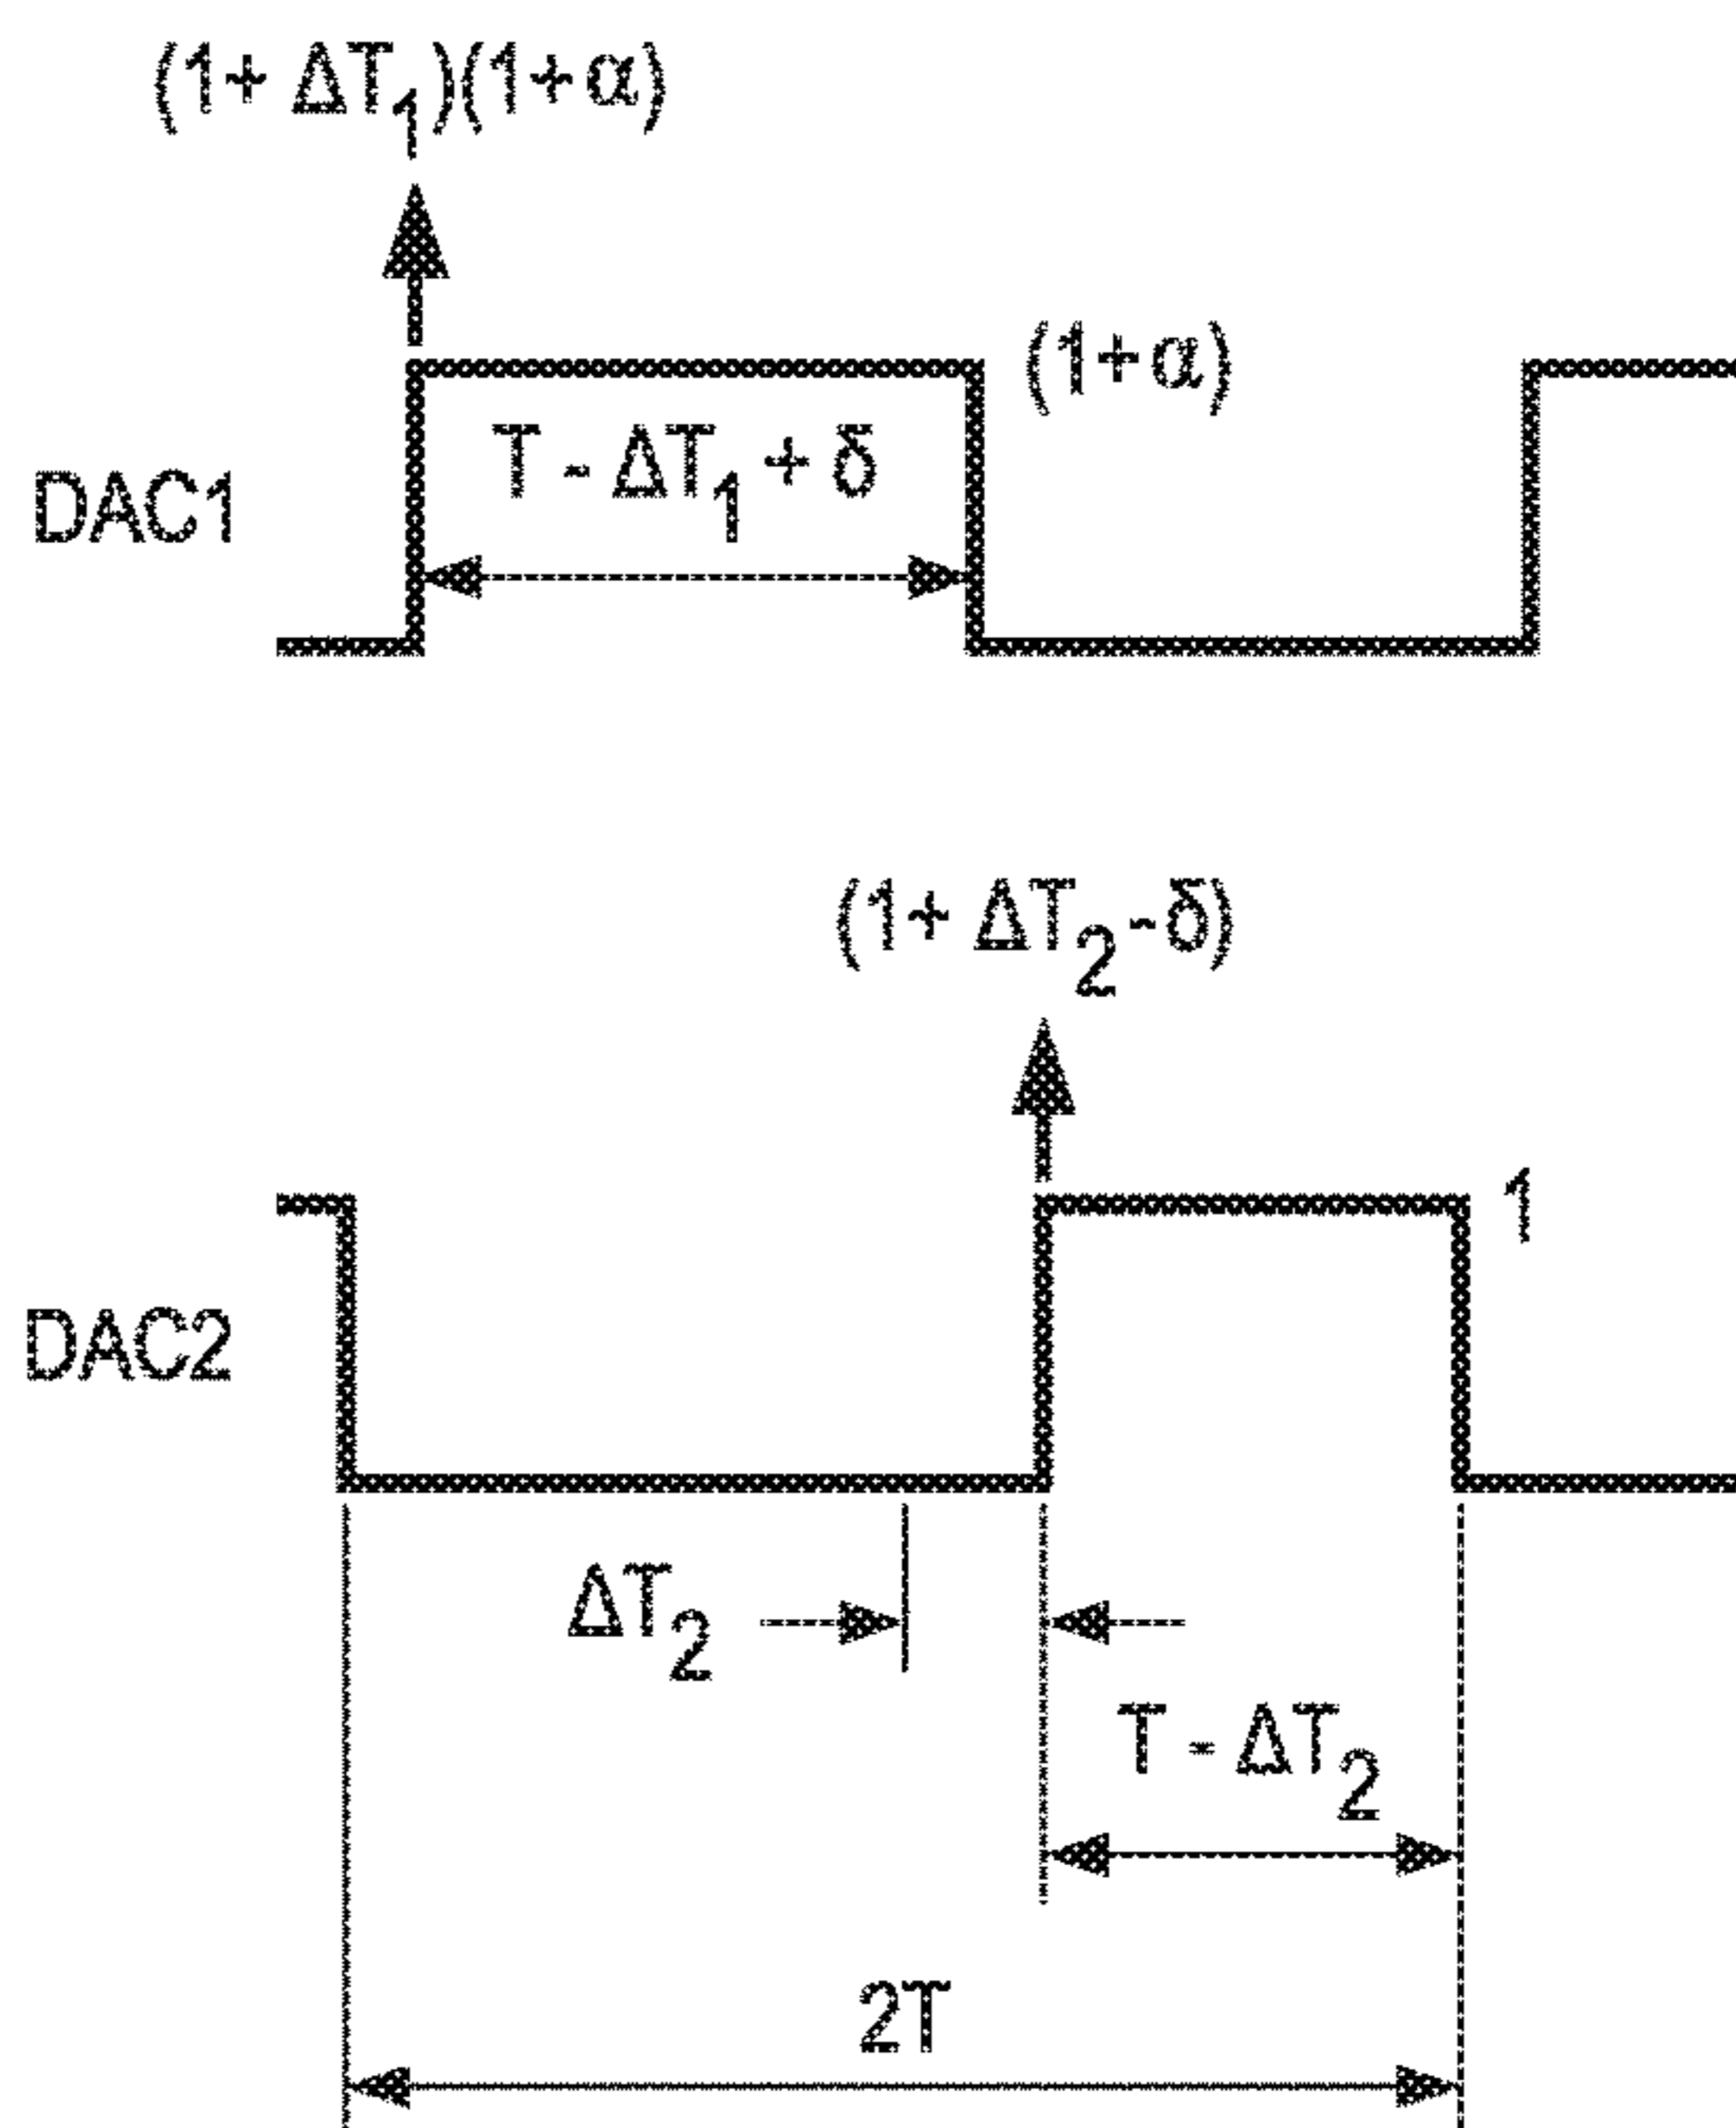 (1+ ΔT₁)(1+α)
(1+α)
T - ΔT₁ + δ
DAC1
(1+ ΔT₂-δ)
1
DAC2
ΔT₂
T - ΔT₂
2T